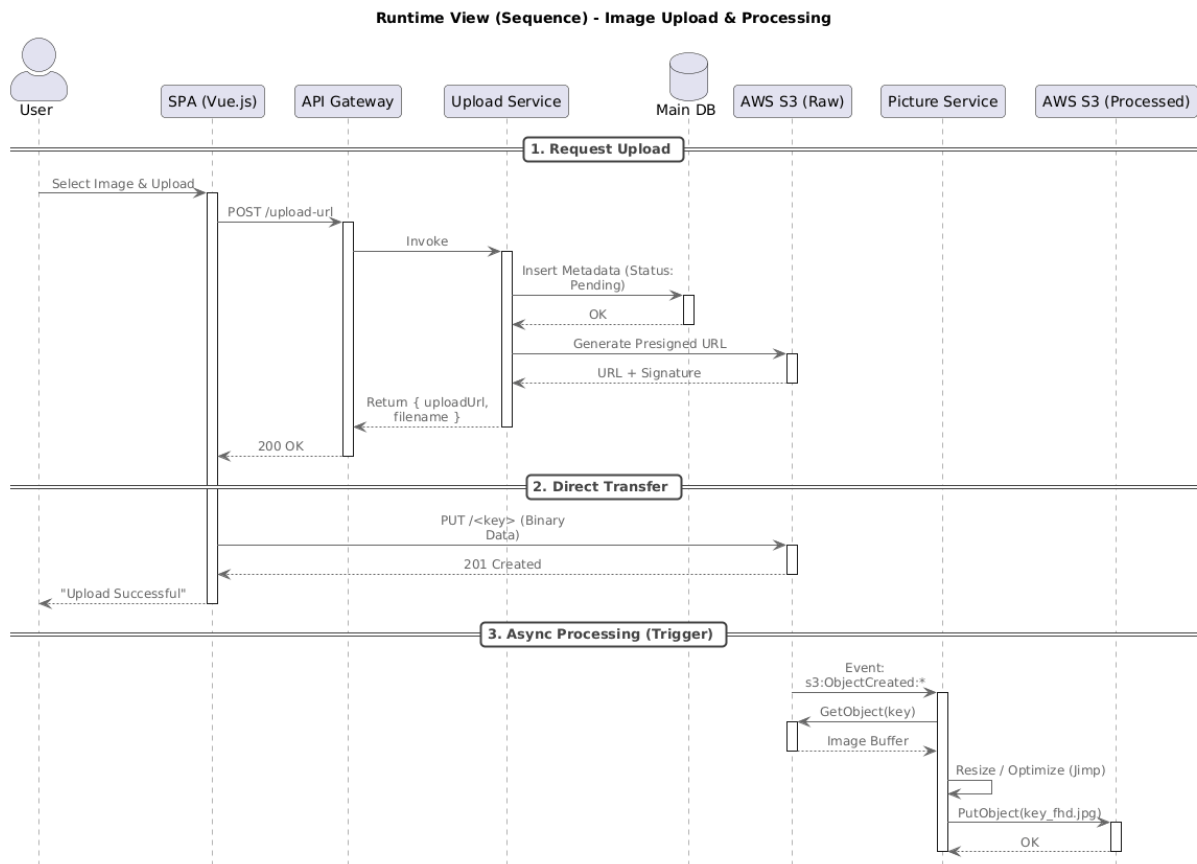 Runtime View (Sequence) - Image Upload & Processing
User
SPA (Vue.js)
API Gateway
Upload Service
Main DB
AWS S3 (Raw)
Picture Service
AWS S3 (Processed)
1. Request Upload
Select Image & Upload
POST /upload-url
Invoke
Insert Metadata (Status:
Pending)
OK
Generate Presigned URL
URL + Signature
Return { uploadUrl,
filename }
200 OK
2. Direct Transfer
PUT /<key> (Binary
Data)
201 Created
"Upload Successful"
3. Async Processing (Trigger)
Event:
s3:ObjectCreated:*
GetObject(key)
Image Buffer
Resize / Optimize (Jimp)
PutObject(key_fhd.jpg)
OK